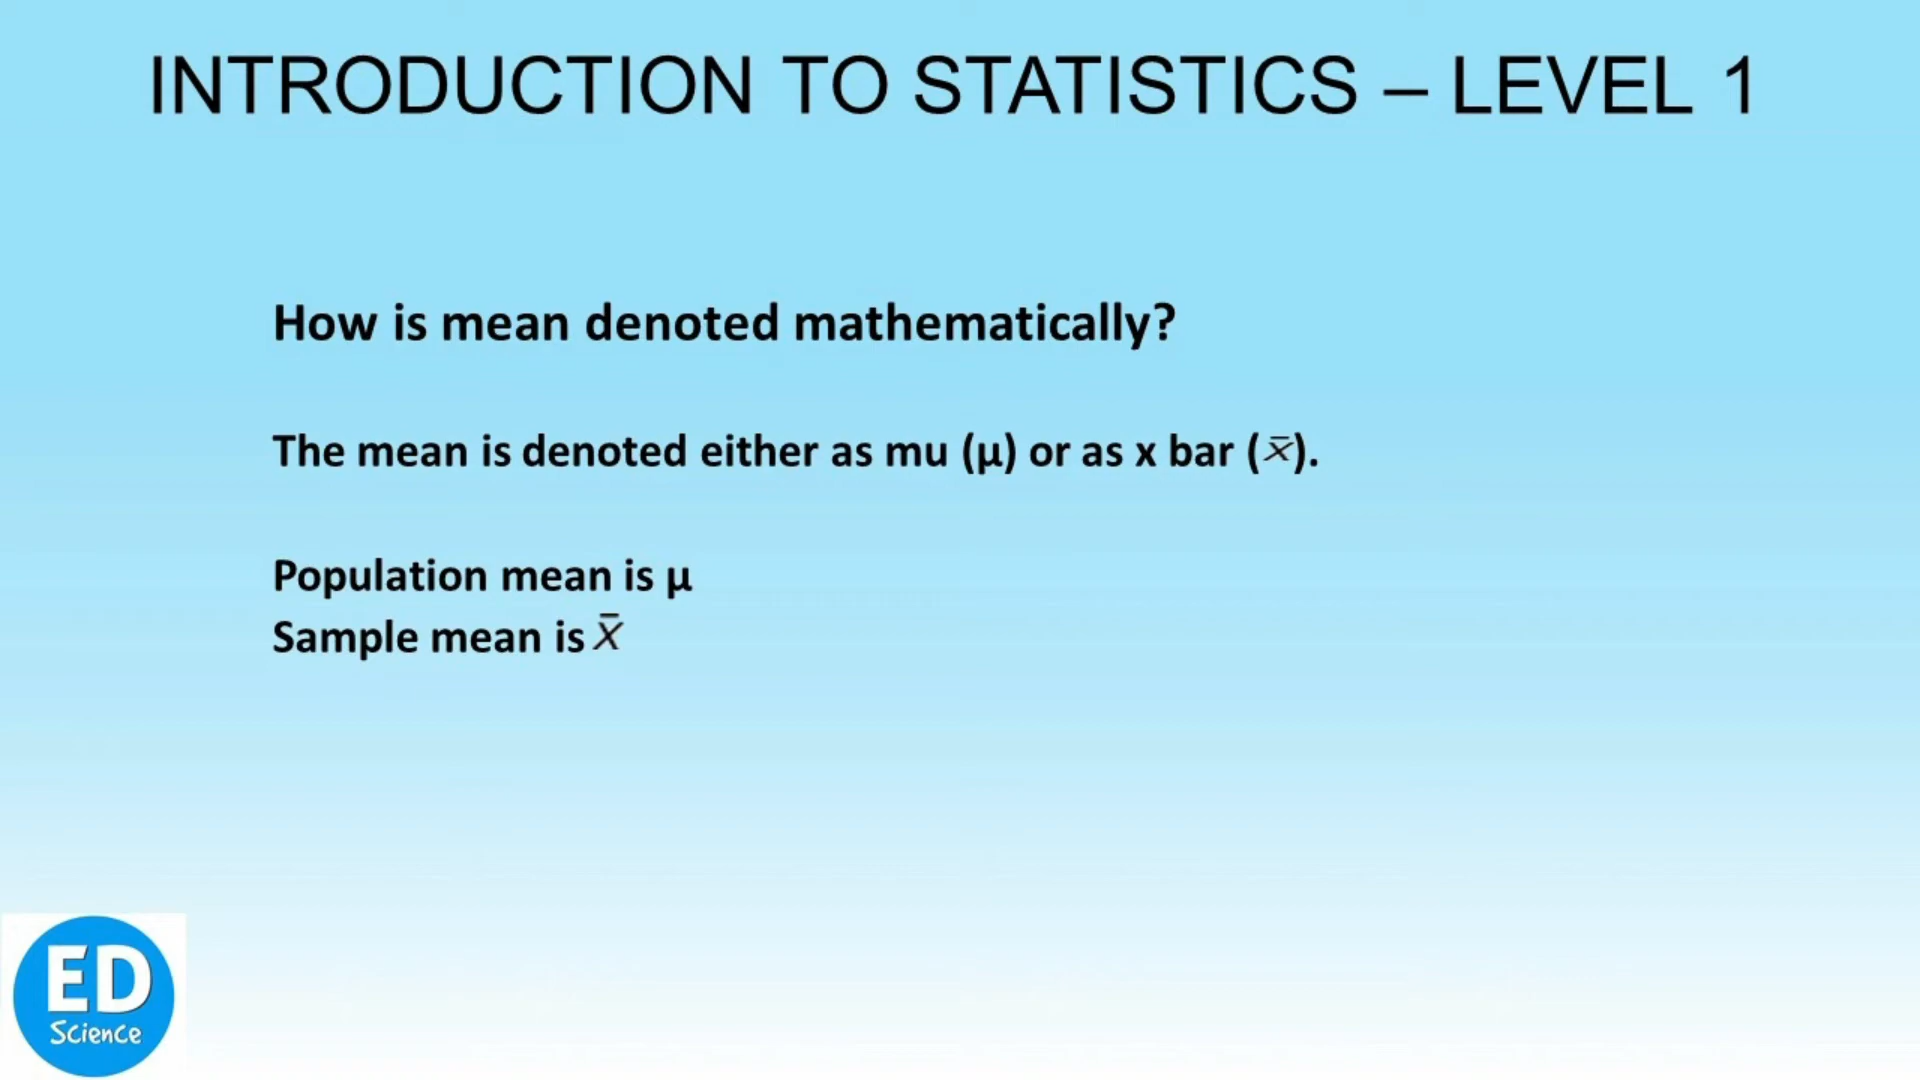 INTRODUCTION TO STATISTICS – LEVEL 1
How is mean denoted mathematically?
The mean is denoted either as mu (μ) or as x bar (x̄).
Population mean is μ
Sample mean is x̄
ED
Science